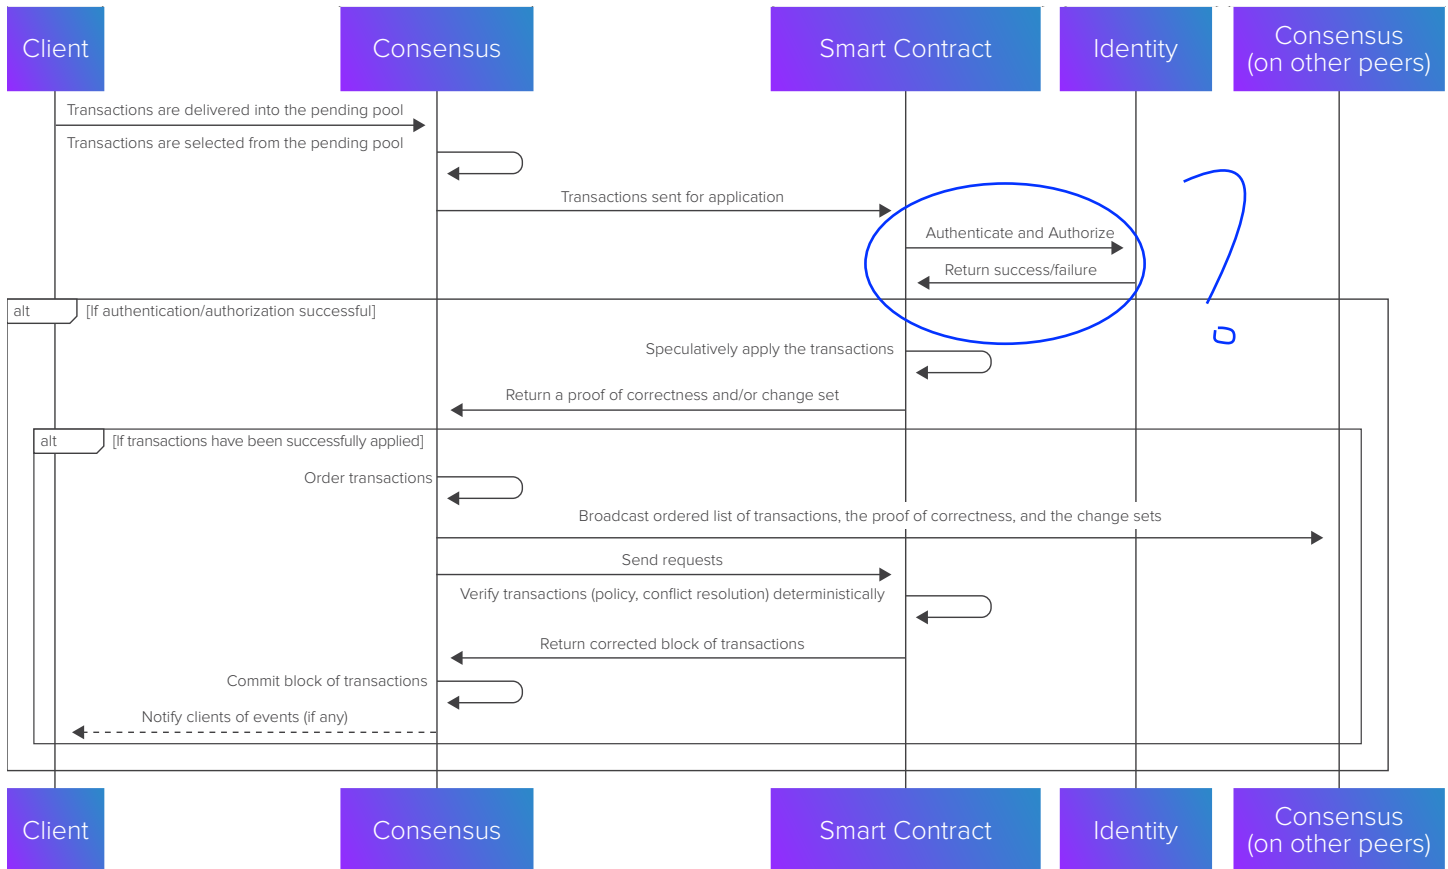 Client
Consensus
Smart Contract
Identity
Consensus
(on other peers)
Transactions are delivered into the pending pool
Transactions are selected from the pending pool
Transactions sent for application
Authenticate and Authorize
Return success/failure
?
alt
[If authentication/authorization successful]
Speculatively apply the transactions
Return a proof of correctness and/or change set
alt
[If transactions have been successfully applied]
Order transactions
Broadcast ordered list of transactions, the proof of correctness, and the change sets
Send requests
Verify transactions (policy, conflict resolution) deterministically
Return corrected block of transactions
Commit block of transactions
Notify clients of events (if any)
Client
Consensus
Smart Contract
Identity
Consensus
(on other peers)